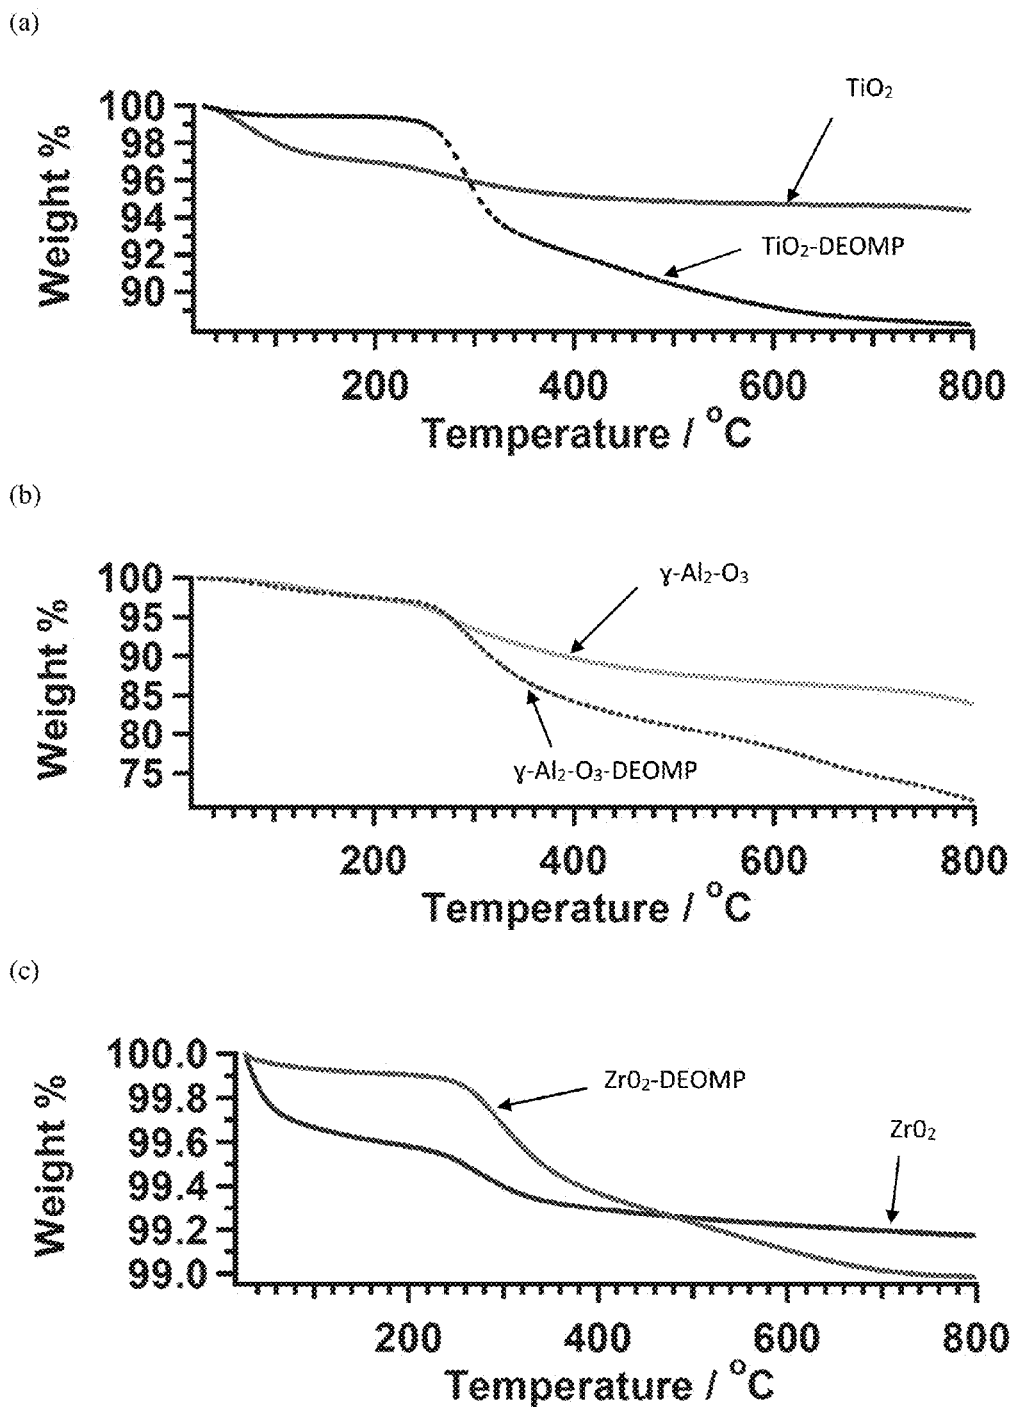 (a)
TiO₂
100
98
96
94
92
90
Weight %
TiO₂-DEOMP
200 400 600 800
Temperature / °C
(b)
γ-Al₂-O₃
100
95
90
85
80
75
Weight %
γ-Al₂-O₃-DEOMP
200 400 600 800
Temperature / °C
(c)
100.0
99.8
99.6
99.4
99.2
99.0
Weight %
Zr0₂-DEOMP
Zr0₂
200 400 600 800
Temperature / °C